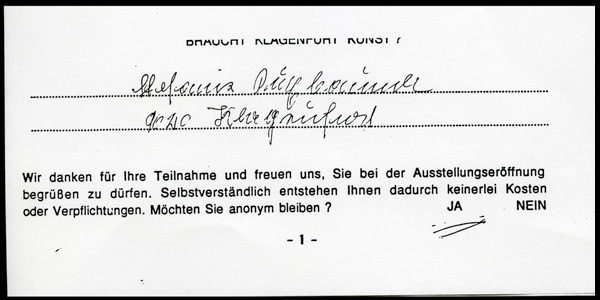 BRAUCHT KLAGENFURT KUNST ?
Klagenfurt
Wir danken für Ihre Teilnahme und freuen uns, Sie bei der Ausstellungseröffnung
begrüßen zu dürfen. Selbstverständlich entstehen Ihnen dadurch keinerlei Kosten
oder Verpflichtungen. Möchten Sie anonym bleiben ? JA NEIN
- 1 -